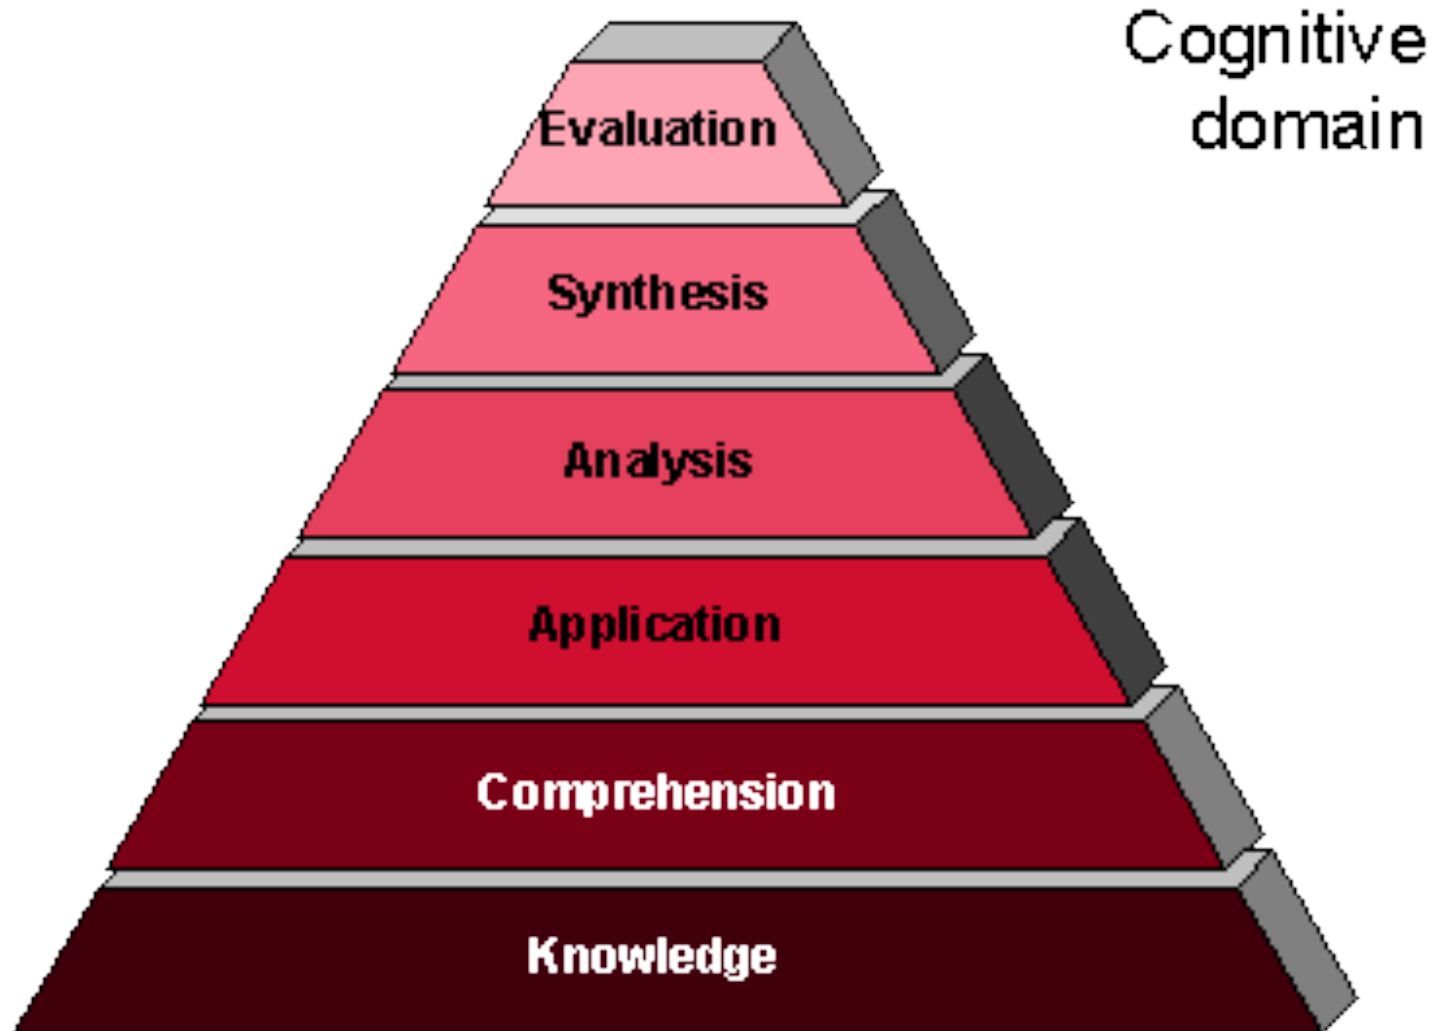 Cognitive
domain
Evaluation
Synthesis
Analysis
Application
Comprehension
Knowledge